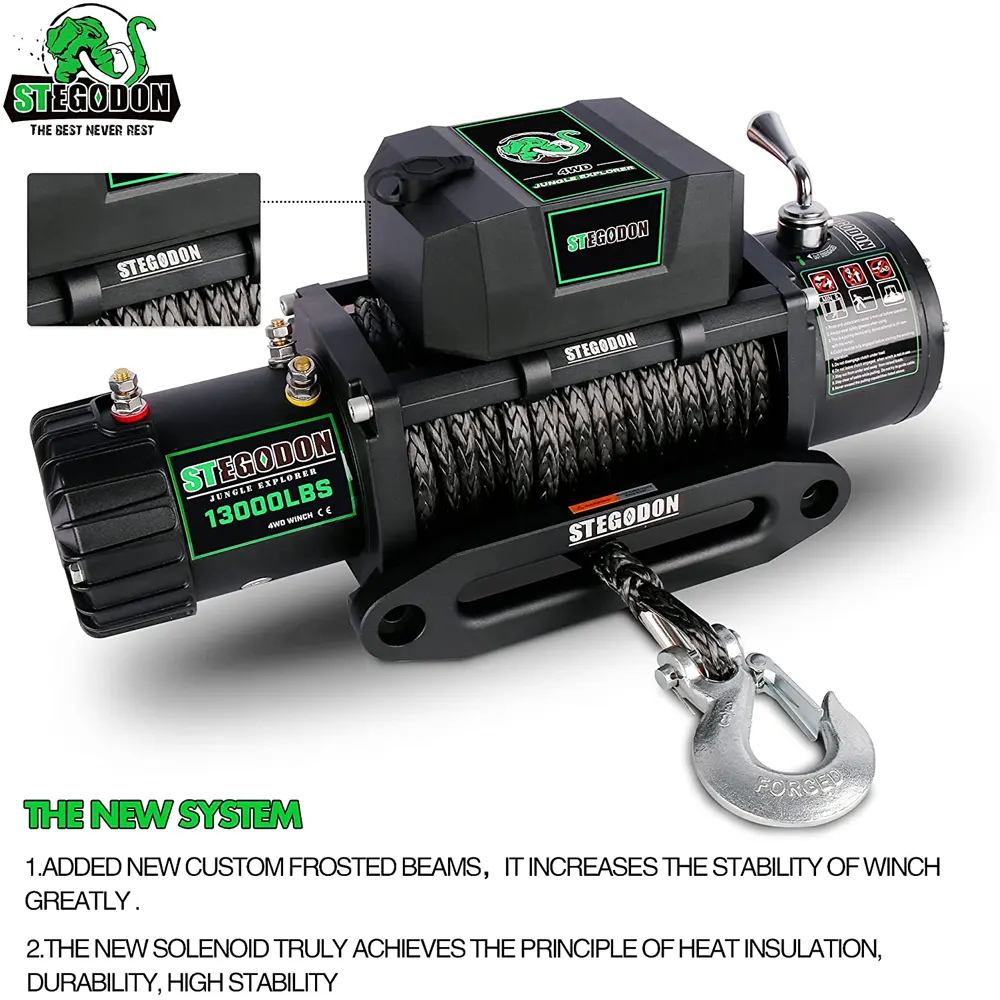 STEGODON
THE BEST NEVER REST
STEGODON
4WD
JUNGLE EXPLORER
STEGODON
STEGODON
STEGODON
JUNGLE EXPLORER
13000LBS
4WD WINCH CE
STEGODON
FORGED
THE NEW SYSTEM
1.ADDED NEW CUSTOM FROSTED BEAMS，IT INCREASES THE STABILITY OF WINCH
GREATLY .
2.THE NEW SOLENOID TRULY ACHIEVES THE PRINCIPLE OF HEAT INSULATION,
DURABILITY, HIGH STABILITY